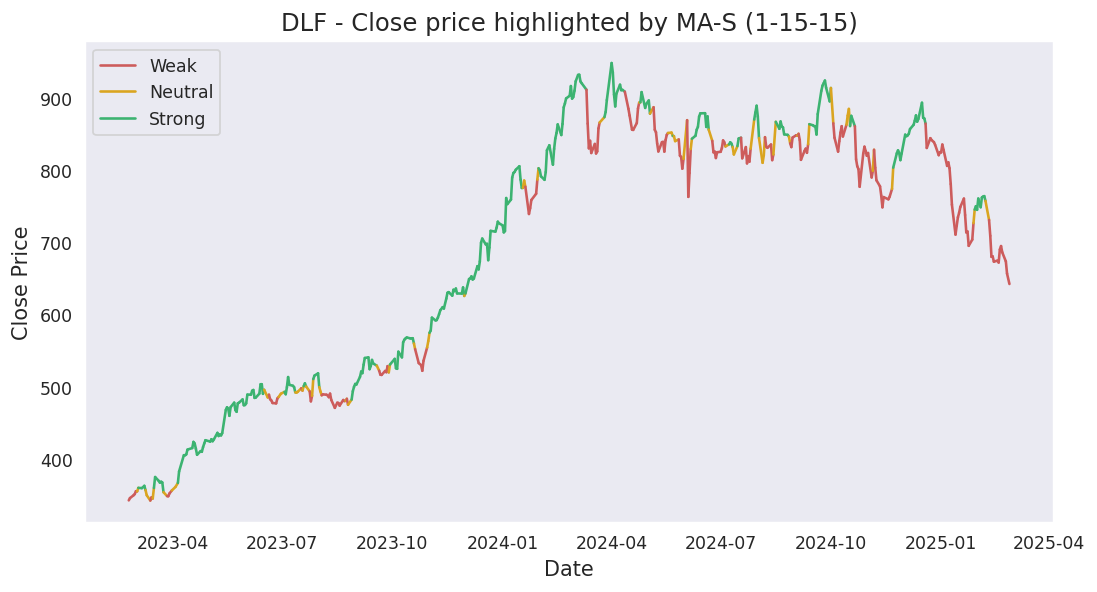 DLF - Close price highlighted by MA-S (1-15-15)
Weak
Neutral
Strong
Close Price
900
800
700
600
500
400
2023-04 2023-07 2023-10 2024-01 2024-04 2024-07 2024-10 2025-01 2025-04
Date